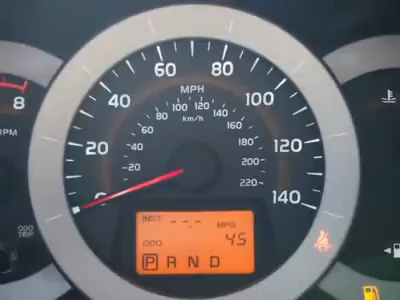 60 80
40 MPH 100
80 100 120 140
60 km/h 160
20 40 180 120
20 200
220
0 140
8
RPM
ODO
TRIP
INST --.- MPG
ODO 45
P R N D